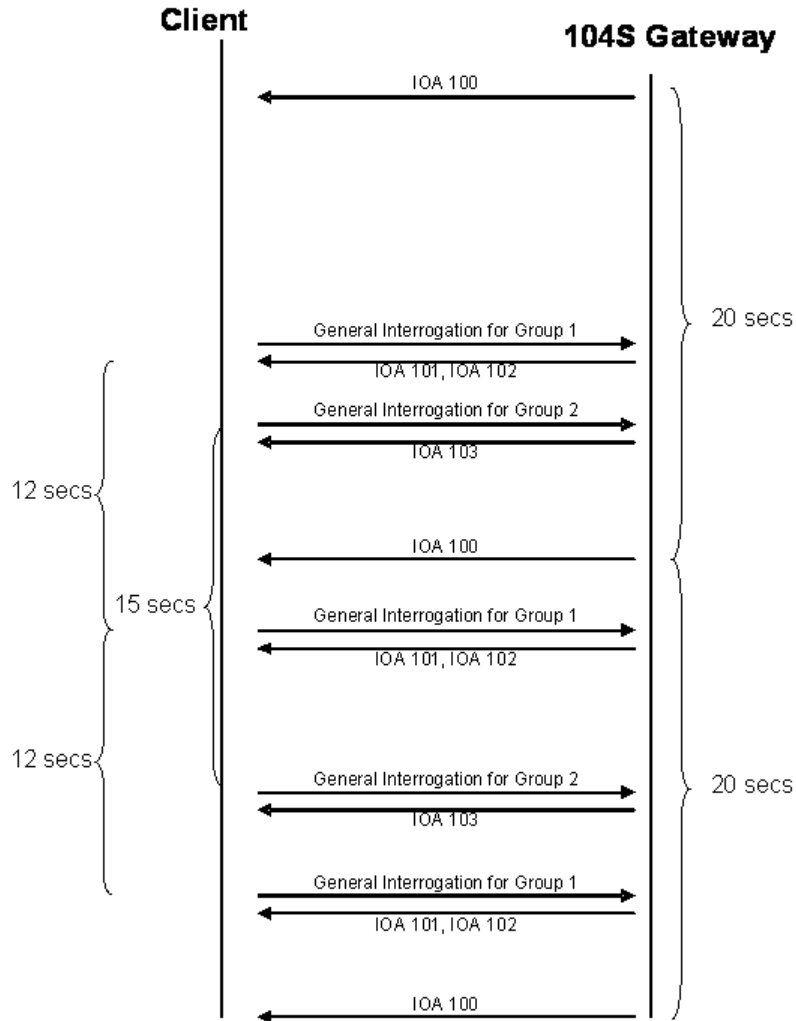 Client
104S Gateway
IOA 100
General Interrogation for Group 1
20 secs
IOA 101, IOA 102
General Interrogation for Group 2
IOA 103
12 secs
IOA 100
15 secs
General Interrogation for Group 1
IOA 101, IOA 102
12 secs
General Interrogation for Group 2
20 secs
IOA 103
General Interrogation for Group 1
IOA 101, IOA 102
IOA 100